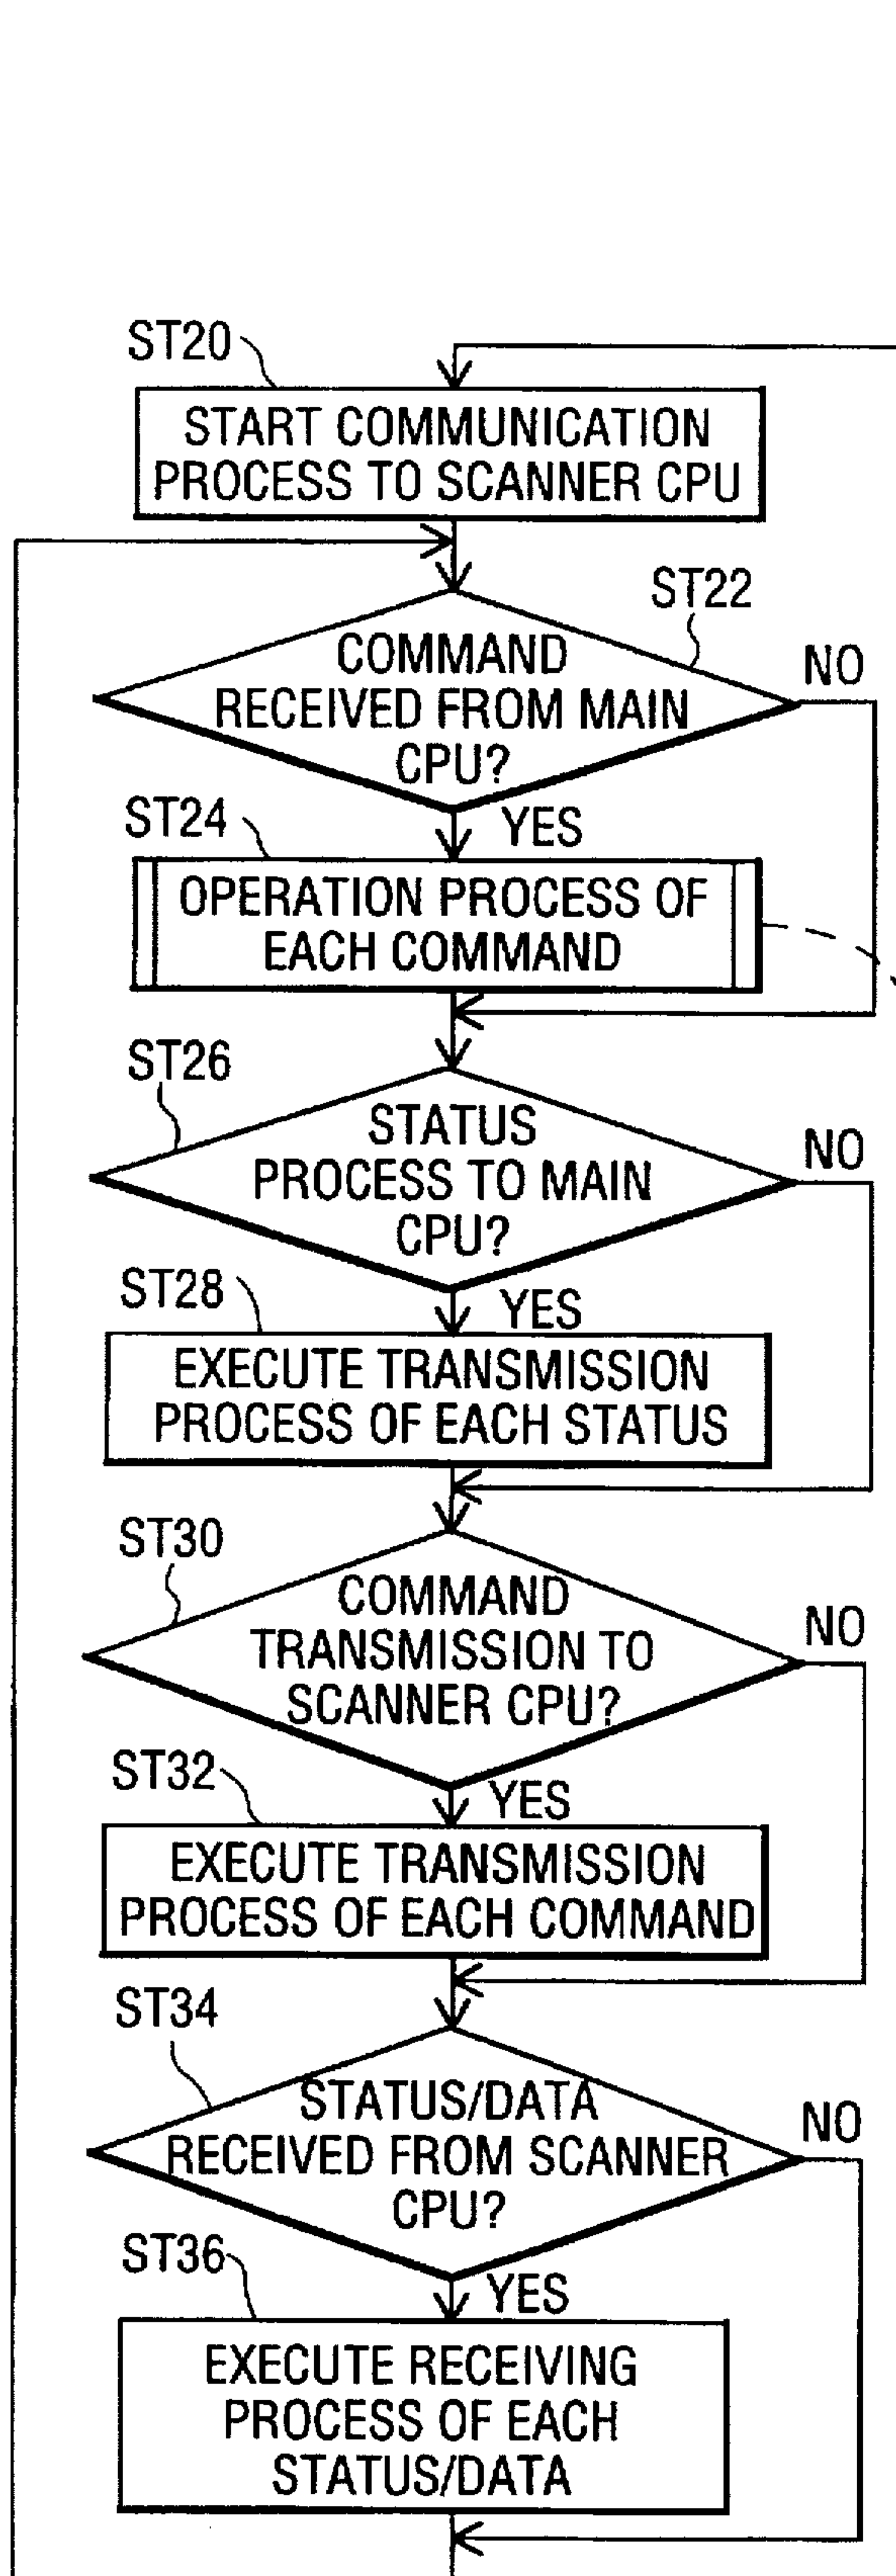 ST20
START COMMUNICATION
PROCESS TO SCANNER CPU
ST22
COMMAND
RECEIVED FROM MAIN
CPU?
NO
YES
ST24
OPERATION PROCESS OF
EACH COMMAND
ST26
STATUS
PROCESS TO MAIN
CPU?
NO
YES
ST28
EXECUTE TRANSMISSION
PROCESS OF EACH STATUS
ST30
COMMAND
TRANSMISSION TO
SCANNER CPU?
NO
YES
ST32
EXECUTE TRANSMISSION
PROCESS OF EACH COMMAND
ST34
STATUS/DATA
RECEIVED FROM SCANNER
CPU?
NO
YES
ST36
EXECUTE RECEIVING
PROCESS OF EACH
STATUS/DATA